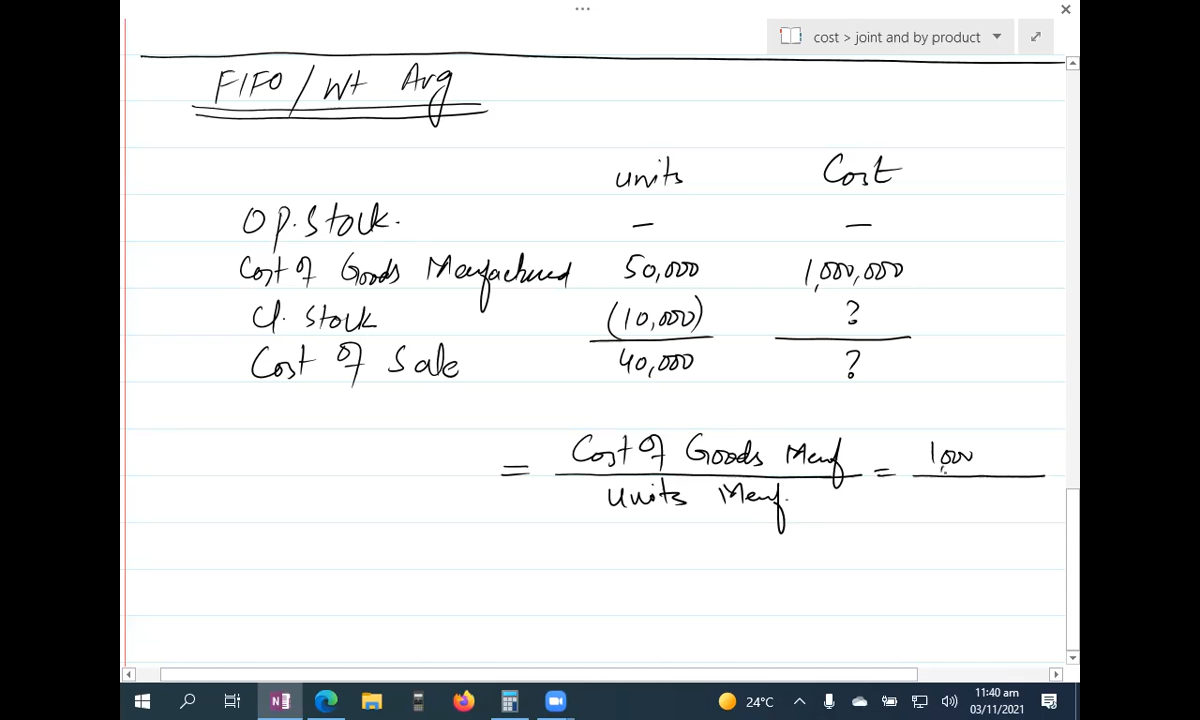 cost > joint and by product
FIFO / Wt Avg
units Cost
Op. Stock. — —
Cost of Goods Manufactured 50,000 1,000,000
Cl. Stock (10,000) ?
Cost of Sale 40,000 ?
= Cost Of Goods Manf = 1,000
Units Manf.
24°C
11:40 am
03/11/2021